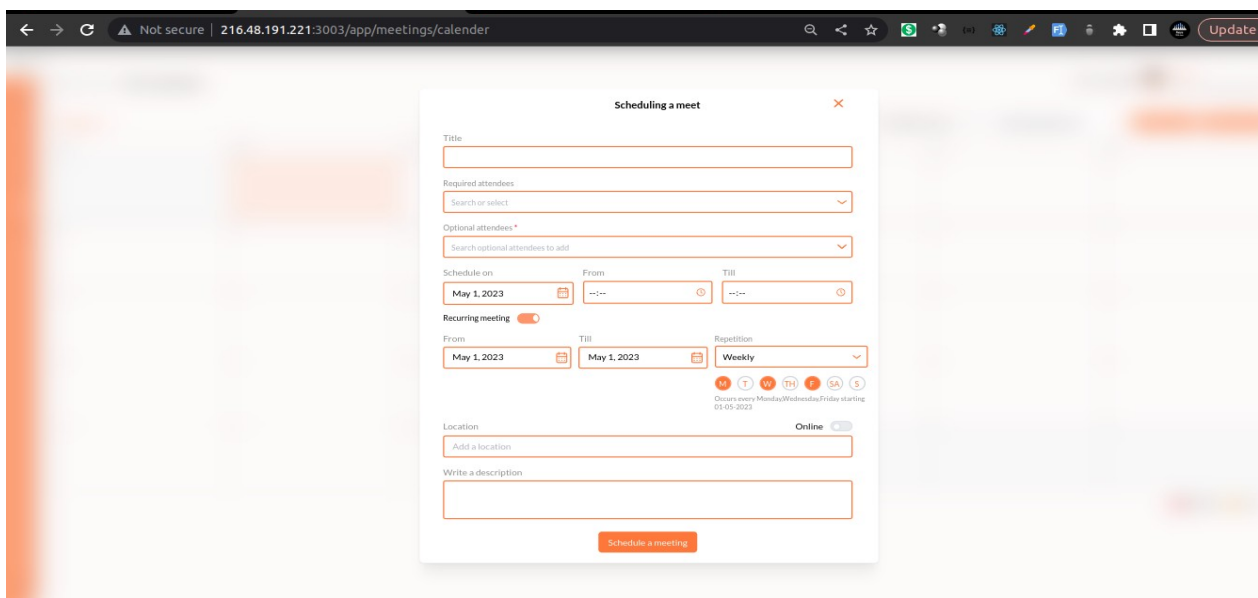 Not secure | 216.48.191.221:3003/app/meetings/calender
Update
Scheduling a meet
Title
Required attendees
Search or select
Optional attendees *
Search optional attendees to add
Schedule on From Till
May 1, 2023 --:-- --:--
Recurring meeting
From Till Repetition
May 1, 2023 May 1, 2023 Weekly
M T W TH F SA S
Occurs every Monday,Wednesday,Friday starting
01-05-2023
Location Online
Add a location
Write a description
Schedule a meeting